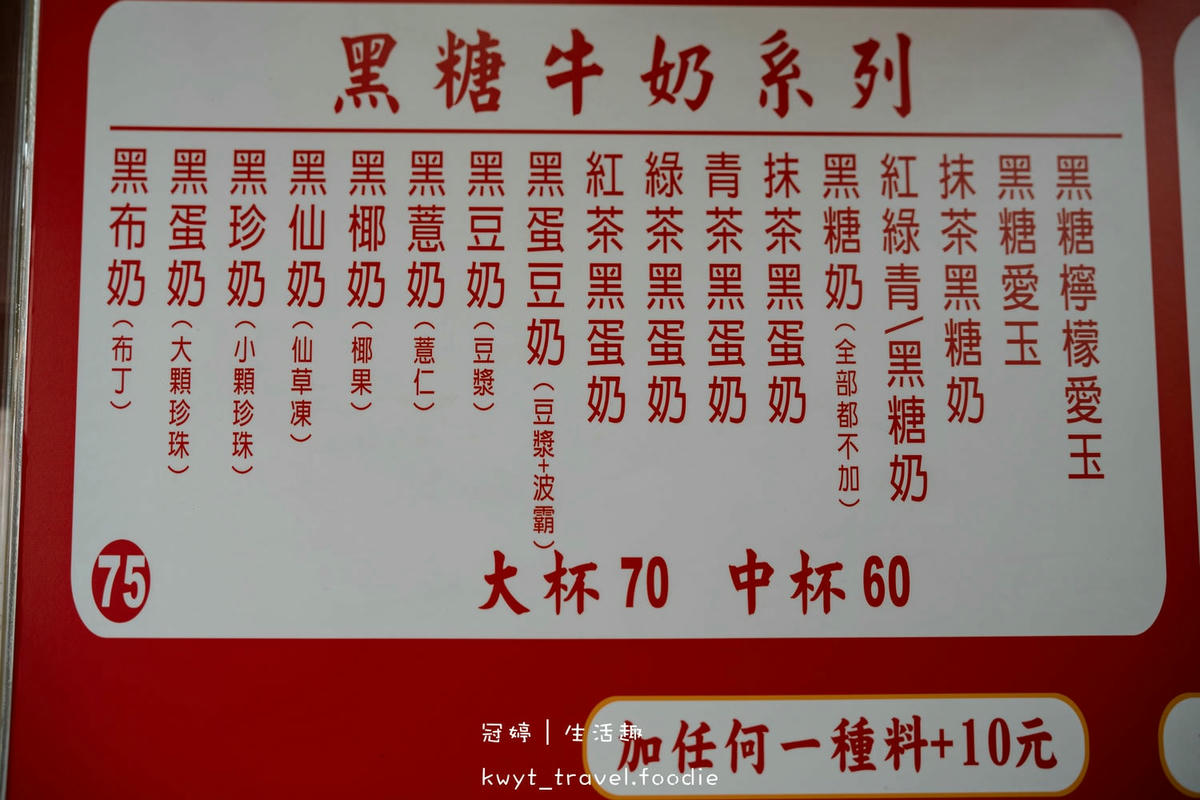 黑糖牛奶系列
黑布奶(布丁)
黑蛋奶(大顆珍珠)
黑珍奶(小顆珍珠)
黑仙奶(仙草凍)
黑椰奶(椰果)
黑薏奶(薏仁)
黑豆奶(豆漿)
黑蛋豆奶(豆漿+波霸)
紅茶黑蛋奶
綠茶黑蛋奶
青茶黑蛋奶
抹茶黑蛋奶
黑糖奶(全部都不加)
紅綠青/黑糖奶
抹茶黑糖奶
黑糖愛玉
黑糖檸檬愛玉
75
大杯70 中杯60
加任何一種料+10元
冠婷|生活趣
kwyt_travel.foodie